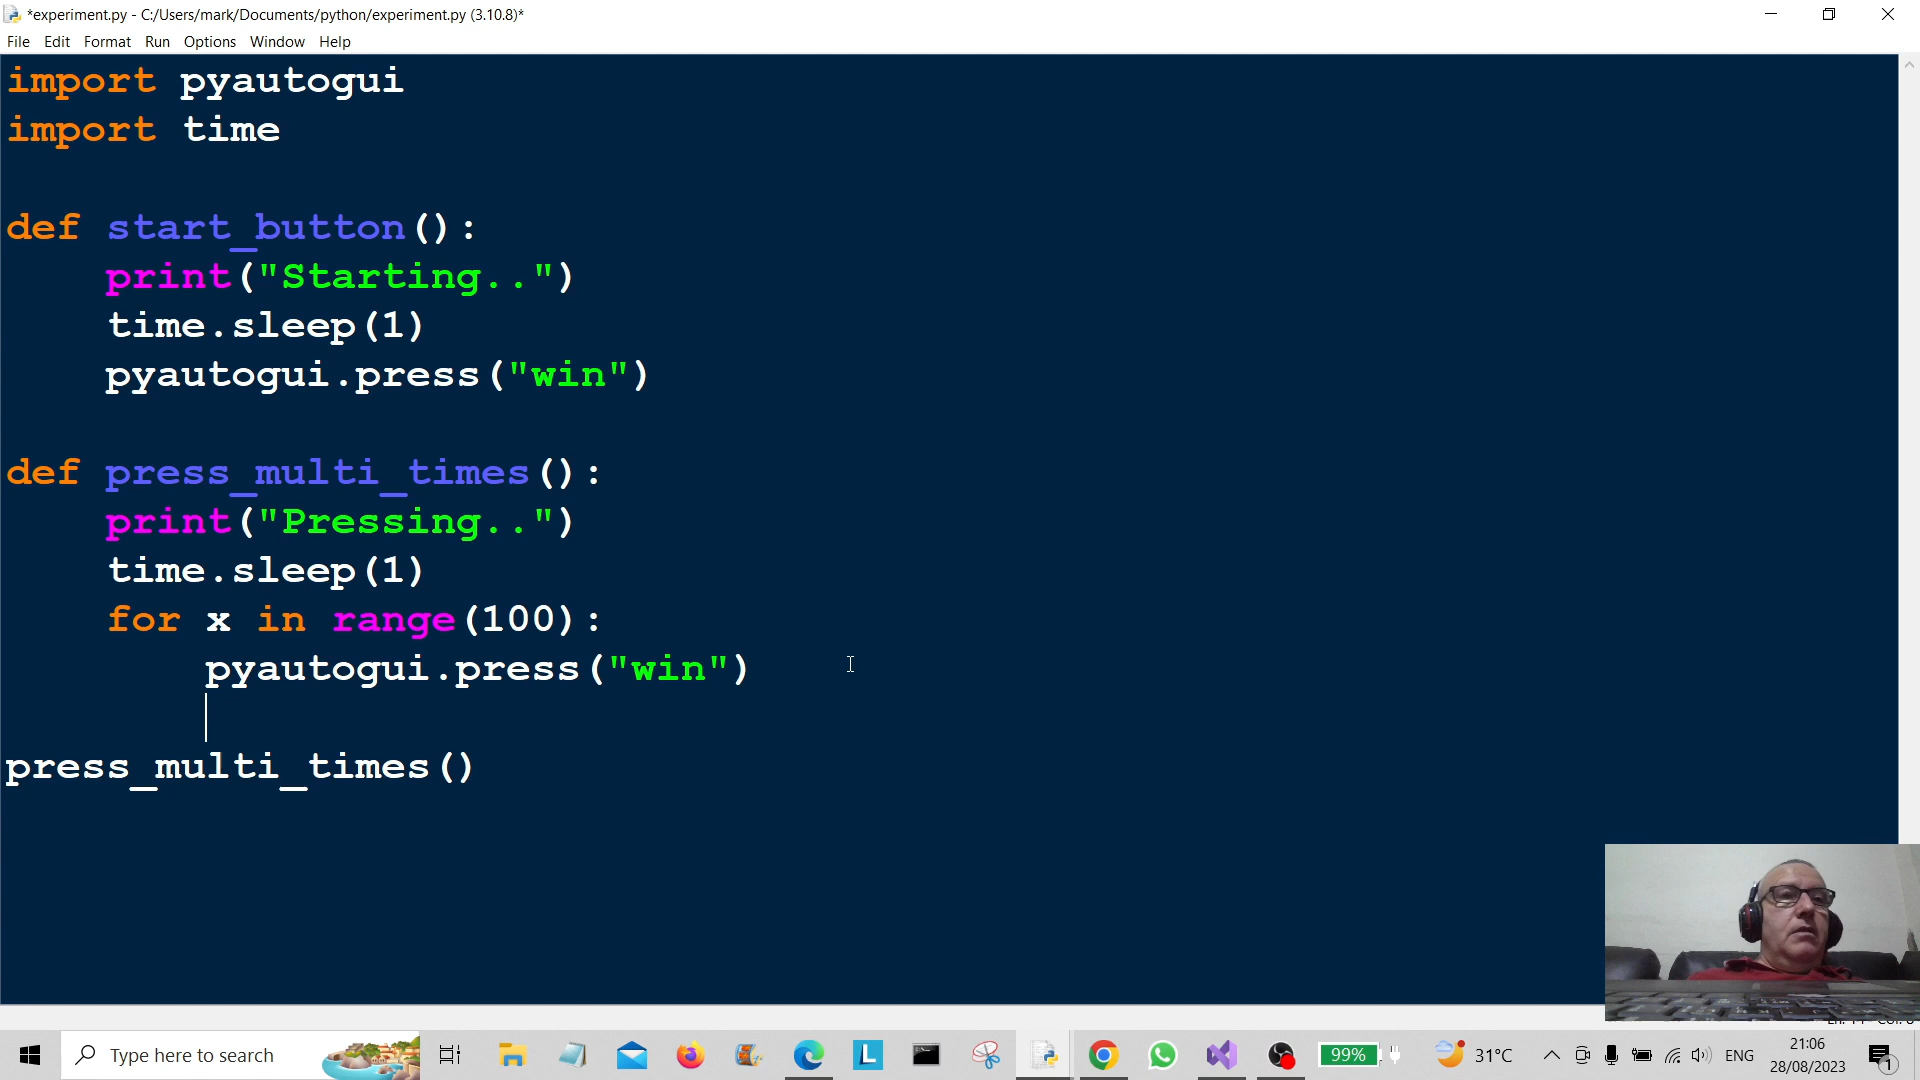 *experiment.py - C:/Users/mark/Documents/python/experiment.py (3.10.8)*
File Edit Format Run Options Window Help
import pyautogui
import time
def start_button():
    print("Starting..")
    time.sleep(1)
    pyautogui.press("win")
def press_multi_times():
    print("Pressing..")
    time.sleep(1)
    for x in range(100):
        pyautogui.press("win")
press_multi_times()
Type here to search
L
99%
31°C
ENG
21:06
28/08/2023
1